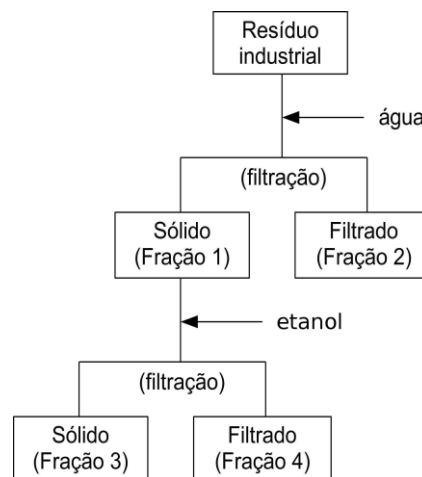 Resíduo
industrial
água
(filtração)
Sólido
(Fração 1)
Filtrado
(Fração 2)
etanol
(filtração)
Sólido
(Fração 3)
Filtrado
(Fração 4)